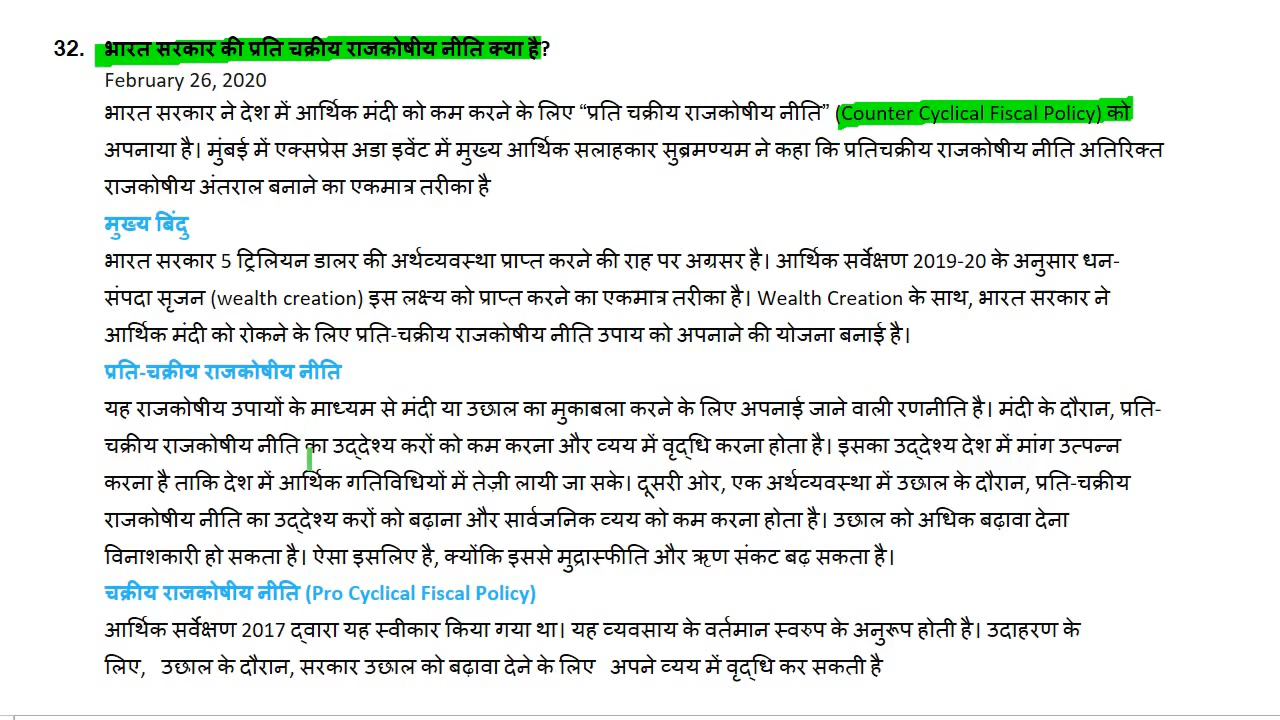 32. भारत सरकार की प्रति चक्रीय राजकोषीय नीति क्या है?
February 26, 2020
भारत सरकार ने देश में आर्थिक मंदी को कम करने के लिए “प्रति चक्रीय राजकोषीय नीति” (Counter Cyclical Fiscal Policy) को
अपनाया है। मुंबई में एक्सप्रेस अडा इवेंट में मुख्य आर्थिक सलाहकार सुब्रमण्यम ने कहा कि प्रतिचक्रीय राजकोषीय नीति अतिरिक्त
राजकोषीय अंतराल बनाने का एकमात्र तरीका है
मुख्य बिंदु
भारत सरकार 5 ट्रिलियन डालर की अर्थव्यवस्था प्राप्त करने की राह पर अग्रसर है। आर्थिक सर्वेक्षण 2019-20 के अनुसार धन-
संपदा सृजन (wealth creation) इस लक्ष्य को प्राप्त करने का एकमात्र तरीका है। Wealth Creation के साथ, भारत सरकार ने
आर्थिक मंदी को रोकने के लिए प्रति-चक्रीय राजकोषीय नीति उपाय को अपनाने की योजना बनाई है।
प्रति-चक्रीय राजकोषीय नीति
यह राजकोषीय उपायों के माध्यम से मंदी या उछाल का मुकाबला करने के लिए अपनाई जाने वाली रणनीति है। मंदी के दौरान, प्रति-
चक्रीय राजकोषीय नीति का उद्देश्य करों को कम करना और व्यय में वृद्धि करना होता है। इसका उद्देश्य देश में मांग उत्पन्न
करना है ताकि देश में आर्थिक गतिविधियों में तेज़ी लायी जा सके। दूसरी ओर, एक अर्थव्यवस्था में उछाल के दौरान, प्रति-चक्रीय
राजकोषीय नीति का उद्देश्य करों को बढ़ाना और सार्वजनिक व्यय को कम करना होता है। उछाल को अधिक बढ़ावा देना
विनाशकारी हो सकता है। ऐसा इसलिए है, क्योंकि इससे मुद्रास्फीति और ऋण संकट बढ़ सकता है।
चक्रीय राजकोषीय नीति (Pro Cyclical Fiscal Policy)
आर्थिक सर्वेक्षण 2017 द्वारा यह स्वीकार किया गया था। यह व्यवसाय के वर्तमान स्वरुप के अनुरूप होती है। उदाहरण के
लिए, उछाल के दौरान, सरकार उछाल को बढ़ावा देने के लिए अपने व्यय में वृद्धि कर सकती है